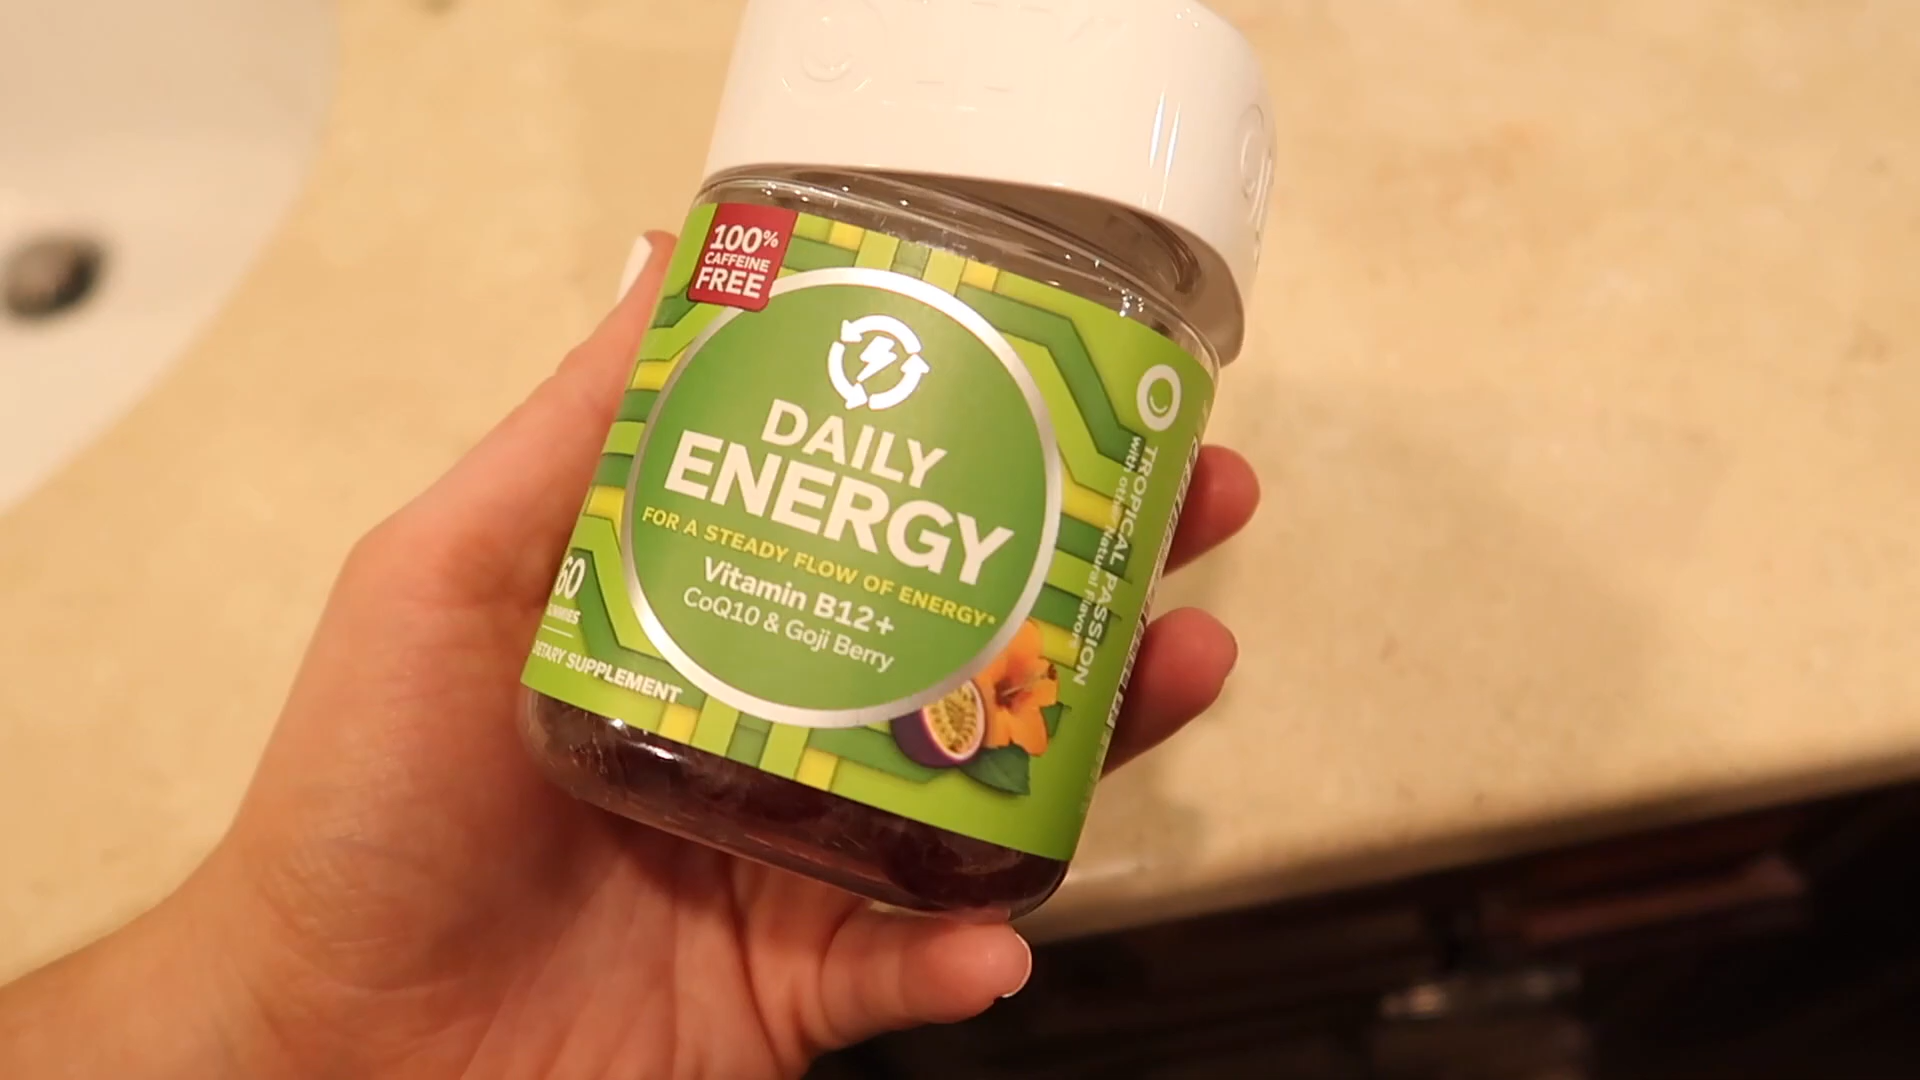 100%
CAFFEINE
FREE
DAILY
ENERGY
FOR A STEADY FLOW OF ENERGY*
Vitamin B12+
CoQ10 & Goji Berry
60
DIETARY SUPPLEMENT
TROPICAL PASSION
with other Natural Flavors